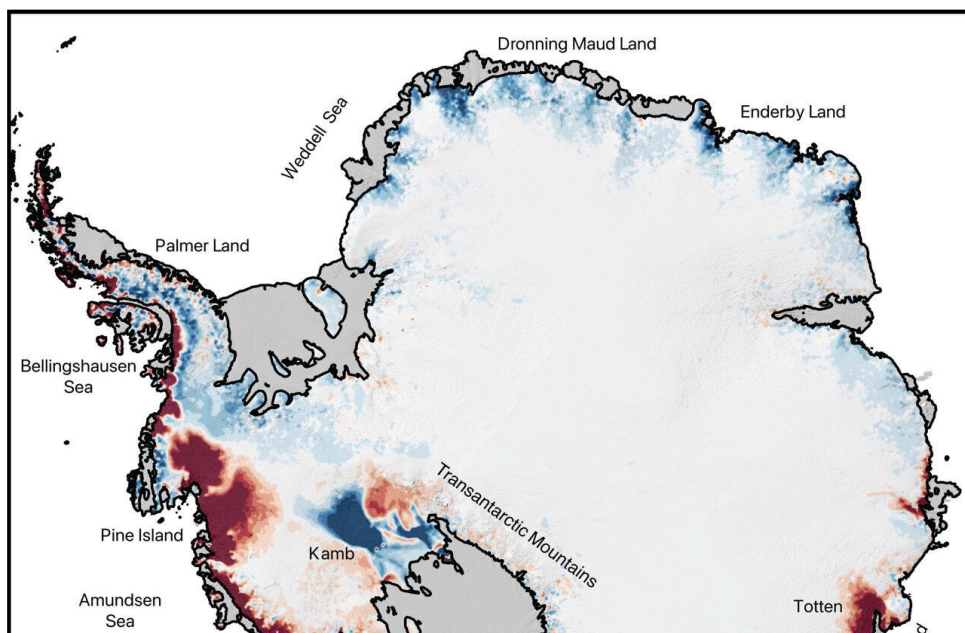 Dronning Maud Land
Weddell Sea
Enderby Land
Palmer Land
Bellingshausen
Sea
Transantarctic Mountains
Pine Island
Kamb
Amundsen
Sea
Totten